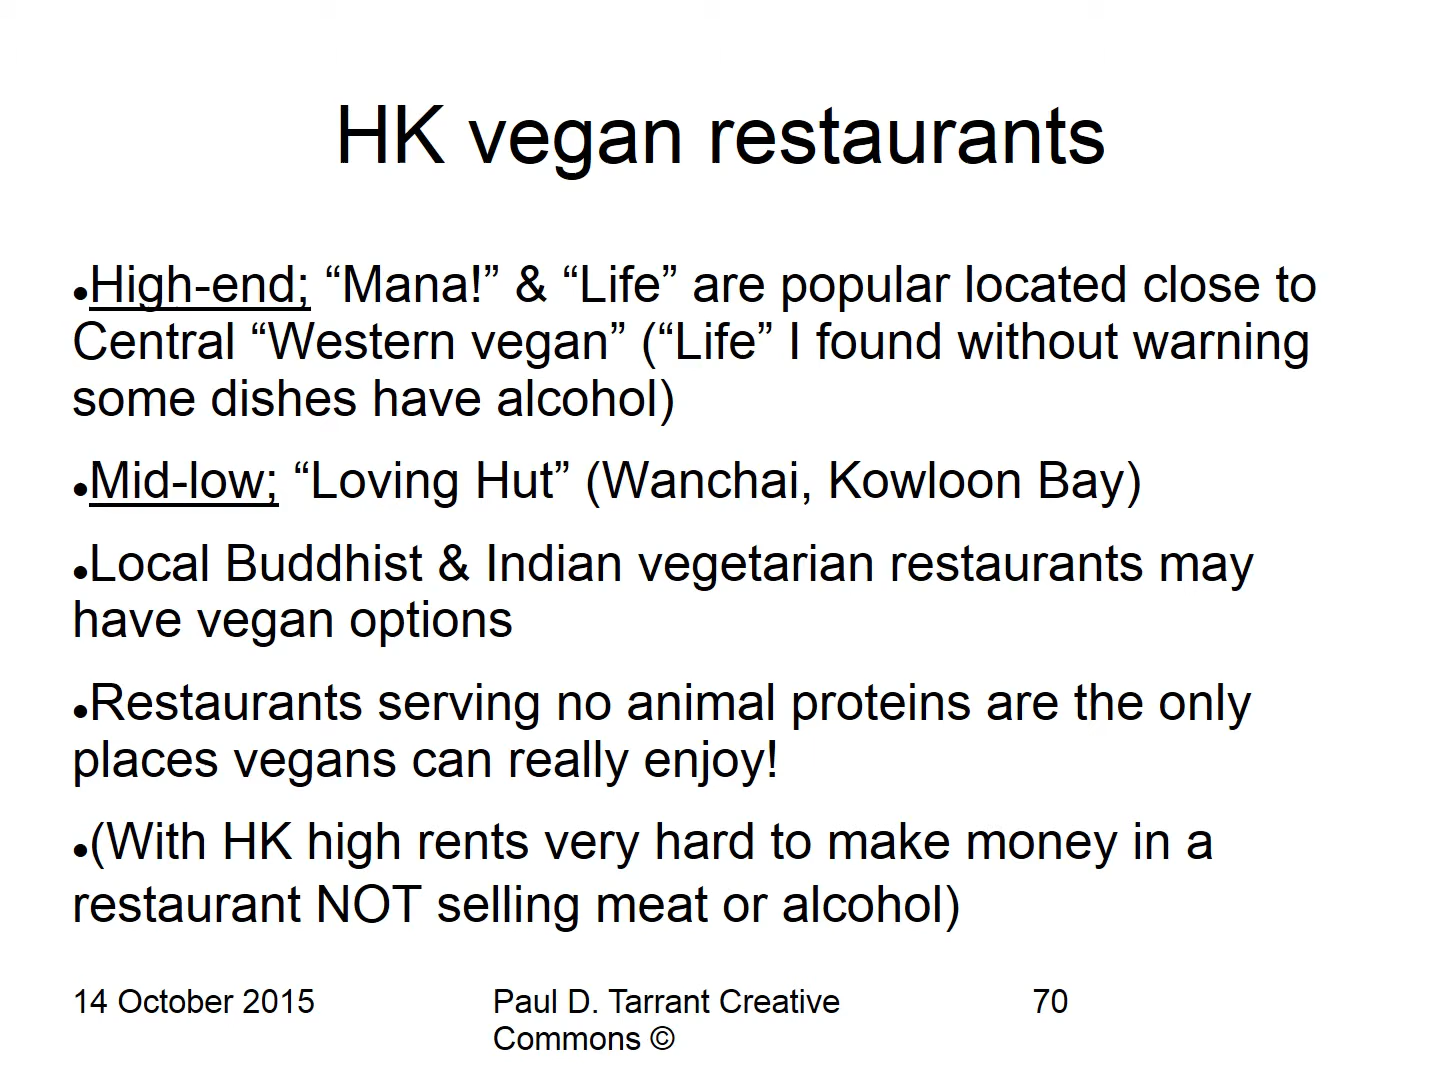 HK vegan restaurants
●High-end; “Mana!” & “Life” are popular located close to
Central “Western vegan” (“Life” I found without warning
some dishes have alcohol)
●Mid-low; “Loving Hut” (Wanchai, Kowloon Bay)
●Local Buddhist & Indian vegetarian restaurants may
have vegan options
●Restaurants serving no animal proteins are the only
places vegans can really enjoy!
●(With HK high rents very hard to make money in a
restaurant NOT selling meat or alcohol)
14 October 2015
Paul D. Tarrant Creative
Commons ©
70